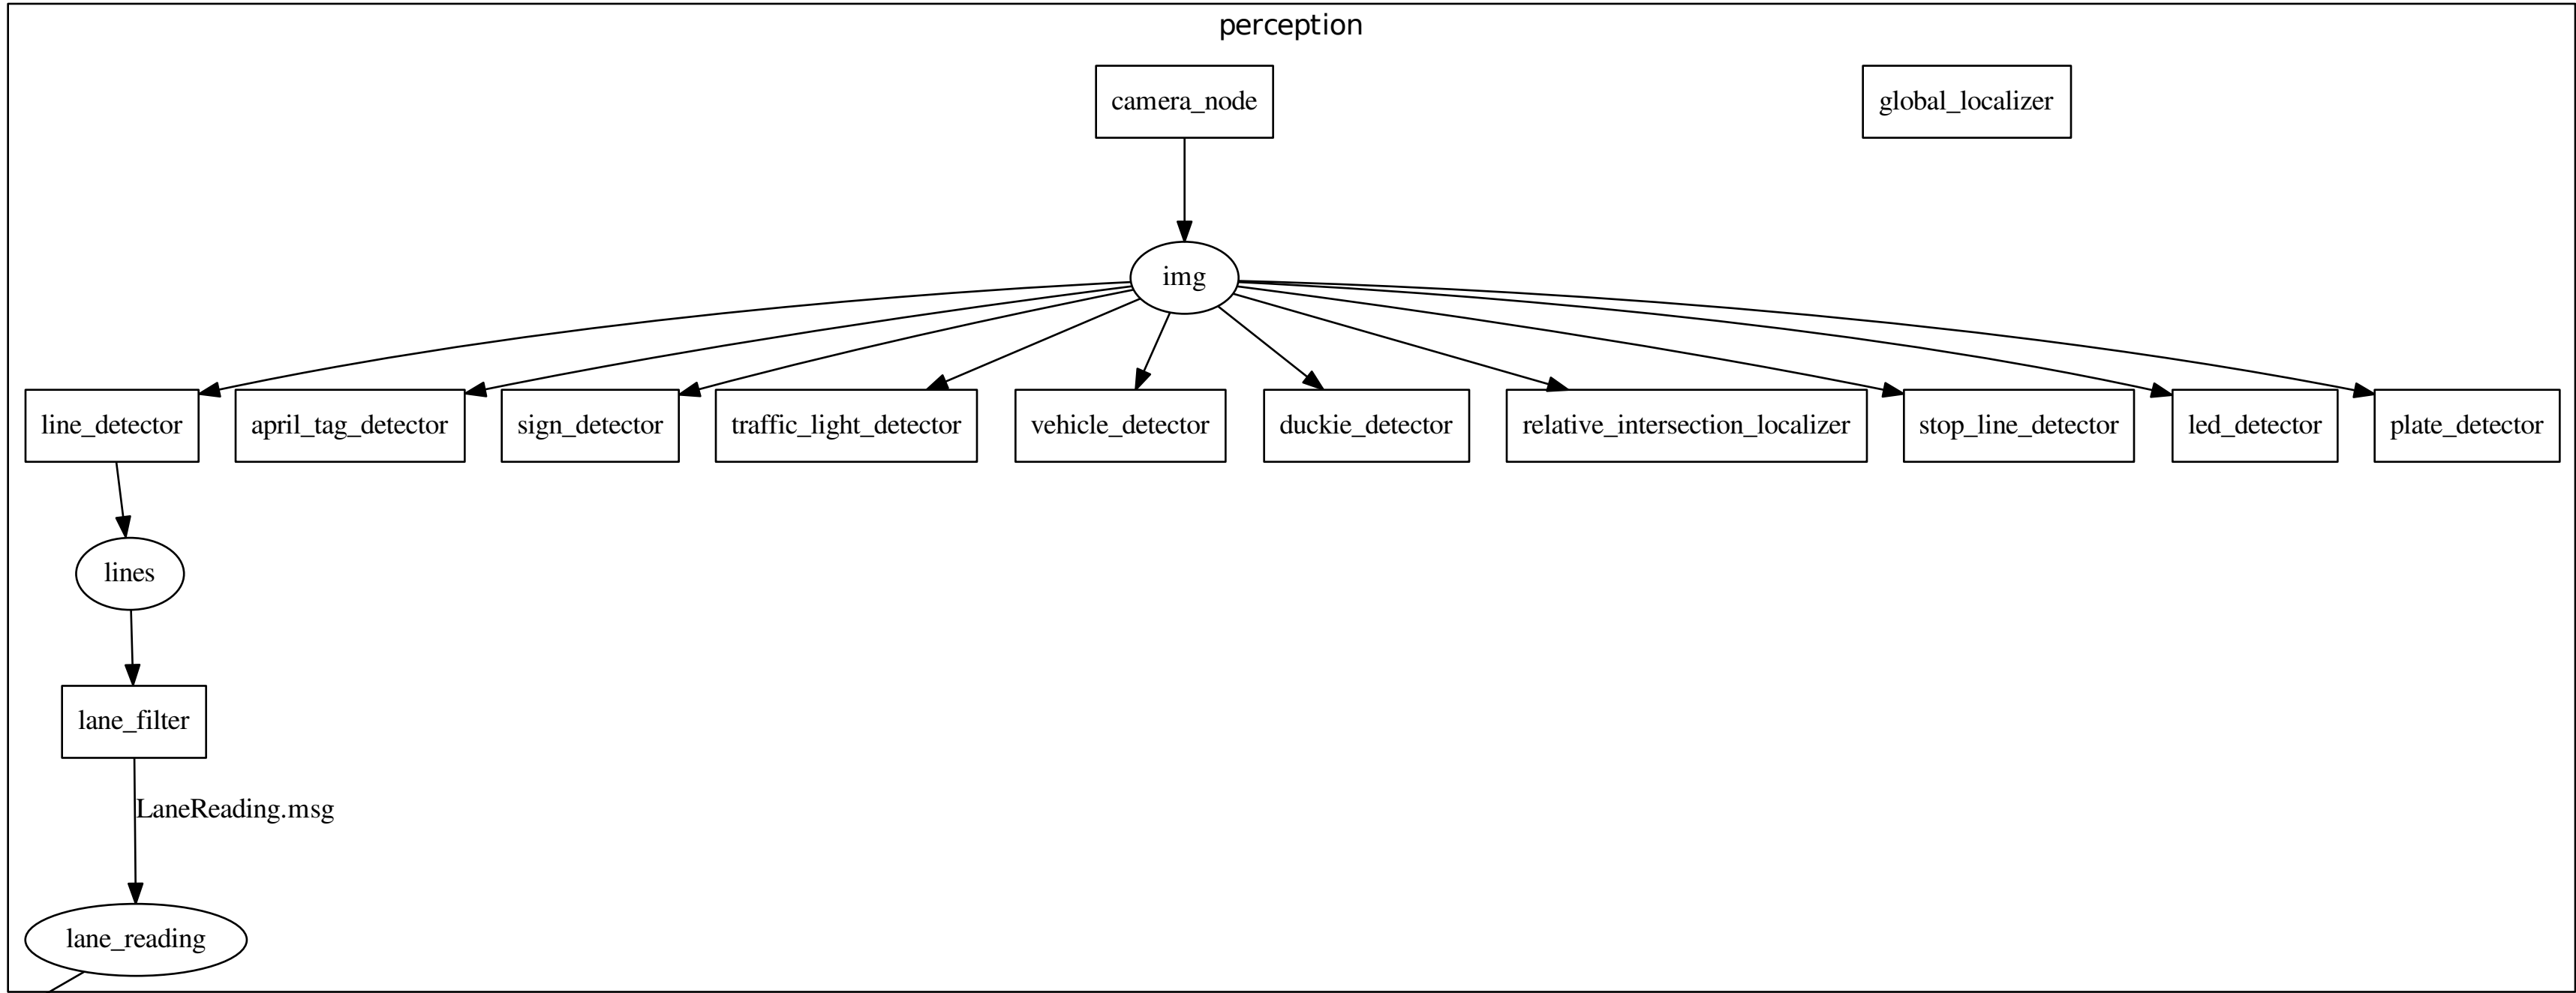 perception
camera_node
global_localizer
img
line_detector
april_tag_detector
sign_detector
traffic_light_detector
vehicle_detector
duckie_detector
relative_intersection_localizer
stop_line_detector
led_detector
plate_detector
lines
lane_filter
LaneReading.msg
lane_reading